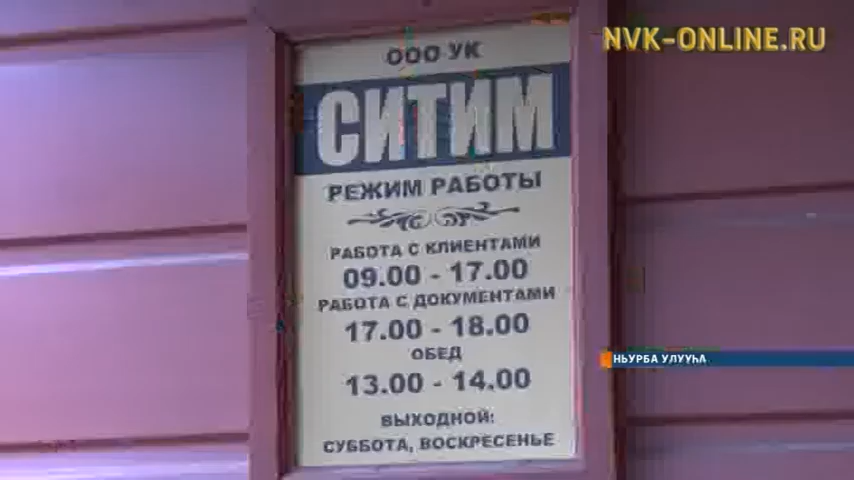 NVK-ONLINE.RU
ООО УК
СИТИМ
РЕЖИМ РАБОТЫ
РАБОТА С КЛИЕНТАМИ
09.00 - 17.00
РАБОТА С ДОКУМЕНТАМИ
17.00 - 18.00
ОБЕД
13.00 - 14.00
ВЫХОДНОЙ:
СУББОТА, ВОСКРЕСЕНЬЕ
НЬУРБА УЛУУҺА